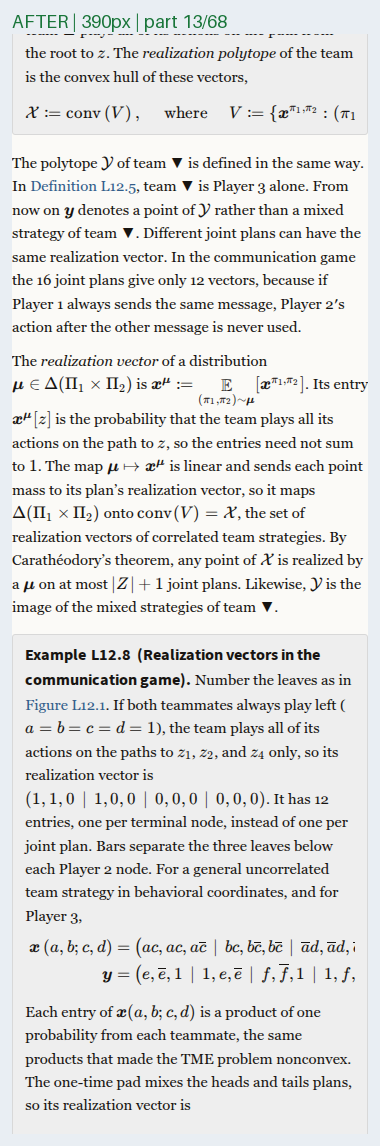 AFTER | 390px | part 13/68
the root to z. The realization polytope of the team
is the convex hull of these vectors,
𝒳 := conv (V) , where V := {x^{π₁,π₂} : (π₁
The polytope 𝒴 of team ▼ is defined in the same way.
In Definition L12.5, team ▼ is Player 3 alone. From
now on y denotes a point of 𝒴 rather than a mixed
strategy of team ▼. Different joint plans can have the
same realization vector. In the communication game
the 16 joint plans give only 12 vectors, because if
Player 1 always sends the same message, Player 2's
action after the other message is never used.
The realization vector of a distribution
μ ∈ Δ(Π₁ × Π₂) is x^μ := 𝔼_{(π₁,π₂)∼μ} [x^{π₁,π₂}]. Its entry
x^μ[z] is the probability that the team plays all its
actions on the path to z, so the entries need not sum
to 1. The map μ ↦ x^μ is linear and sends each point
mass to its plan's realization vector, so it maps
Δ(Π₁ × Π₂) onto conv(V) = 𝒳, the set of
realization vectors of correlated team strategies. By
Carathéodory's theorem, any point of 𝒳 is realized by
a μ on at most |Z| + 1 joint plans. Likewise, 𝒴 is the
image of the mixed strategies of team ▼.
Example L12.8 (Realization vectors in the
communication game). Number the leaves as in
Figure L12.1. If both teammates always play left (
a = b = c = d = 1), the team plays all of its
actions on the paths to z₁, z₂, and z₄ only, so its
realization vector is
(1, 1, 0 | 1, 0, 0 | 0, 0, 0 | 0, 0, 0). It has 12
entries, one per terminal node, instead of one per
joint plan. Bars separate the three leaves below
each Player 2 node. For a general uncorrelated
team strategy in behavioral coordinates, and for
Player 3,
x (a, b; c, d) = (ac, ac, ac̅ | bc, bc̅, bc̅ | a̅d, a̅d,
y = (e, e̅, 1 | 1, e, e̅ | f, f̅, 1 | 1, f,
Each entry of x(a, b; c, d) is a product of one
probability from each teammate, the same
products that made the TME problem nonconvex.
The one-time pad mixes the heads and tails plans,
so its realization vector is